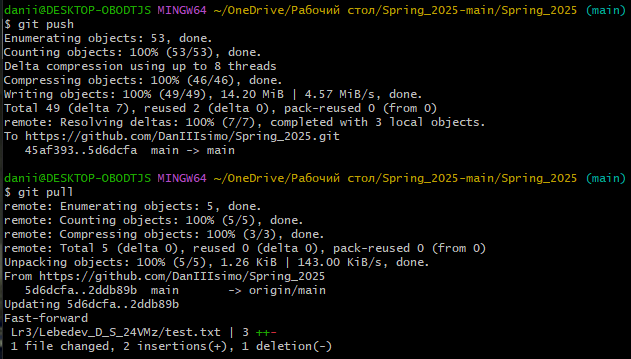 danii@DESKTOP-OBODTJS MINGW64 ~/OneDrive/Рабочий стол/Spring_2025-main/Spring_2025 (main)
$ git push
Enumerating objects: 53, done.
Counting objects: 100% (53/53), done.
Delta compression using up to 8 threads
Compressing objects: 100% (46/46), done.
Writing objects: 100% (49/49), 14.20 MiB | 4.57 MiB/s, done.
Total 49 (delta 7), reused 2 (delta 0), pack-reused 0 (from 0)
remote: Resolving deltas: 100% (7/7), completed with 3 local objects.
To https://github.com/DanIIIsimo/Spring_2025.git
   45af393..5d6dcfa  main -> main
danii@DESKTOP-OBODTJS MINGW64 ~/OneDrive/Рабочий стол/Spring_2025-main/Spring_2025 (main)
$ git pull
remote: Enumerating objects: 5, done.
remote: Counting objects: 100% (5/5), done.
remote: Compressing objects: 100% (3/3), done.
remote: Total 5 (delta 0), reused 0 (delta 0), pack-reused 0 (from 0)
Unpacking objects: 100% (5/5), 1.26 KiB | 143.00 KiB/s, done.
From https://github.com/DanIIIsimo/Spring_2025
   5d6dcfa..2ddb89b  main       -> origin/main
Updating 5d6dcfa..2ddb89b
Fast-forward
 Lr3/Lebedev_D_S_24VMz/test.txt | 3 ++-
 1 file changed, 2 insertions(+), 1 deletion(-)